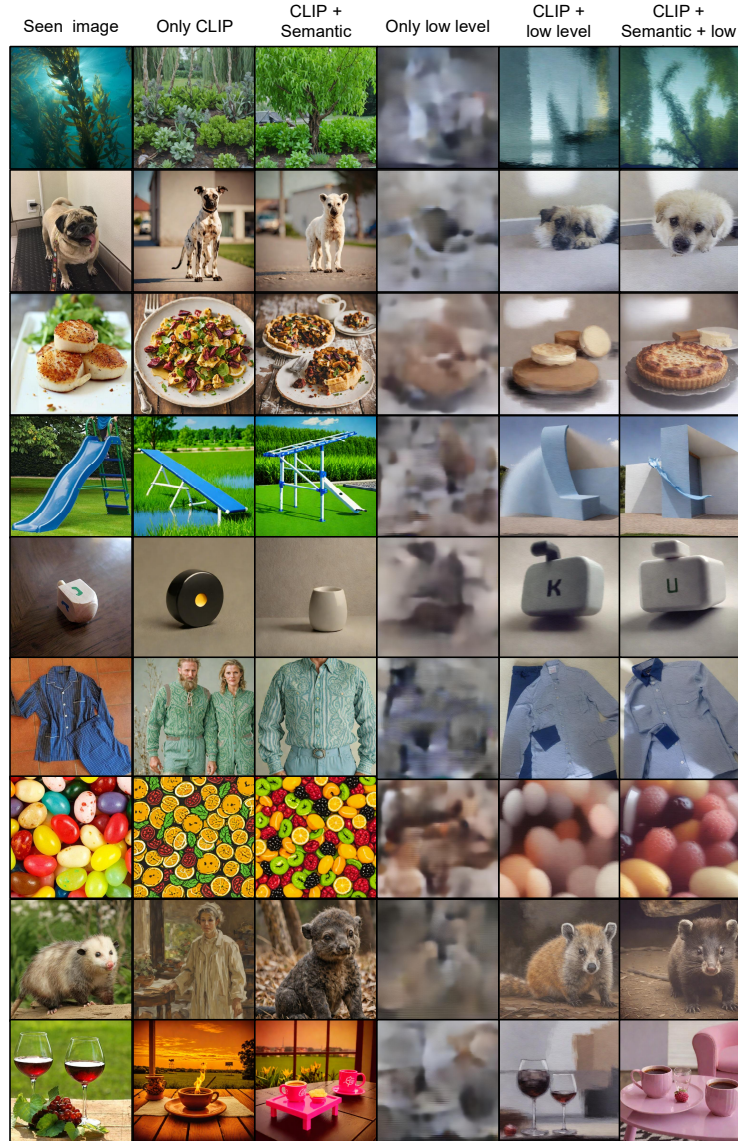 Seen image
Only CLIP
CLIP +
Semantic
Only low level
CLIP +
low level
CLIP +
Semantic + low
K
U